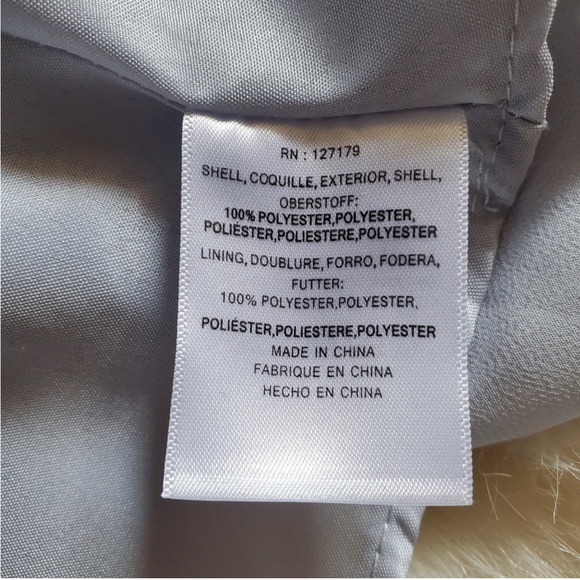 RN : 127179
SHELL, COQUILLE, EXTERIOR, SHELL,
OBERSTOFF:
100% POLYESTER,POLYESTER,
POLIÈSTER,POLIESTERE,POLYESTER
LINING, DOUBLURE, FORRO, FODERA,
FUTTER:
100% POLYESTER,POLYESTER,
POLIÉSTER,POLIESTERE,POLYESTER
MADE IN CHINA
FABRIQUE EN CHINA
HECHO EN CHINA